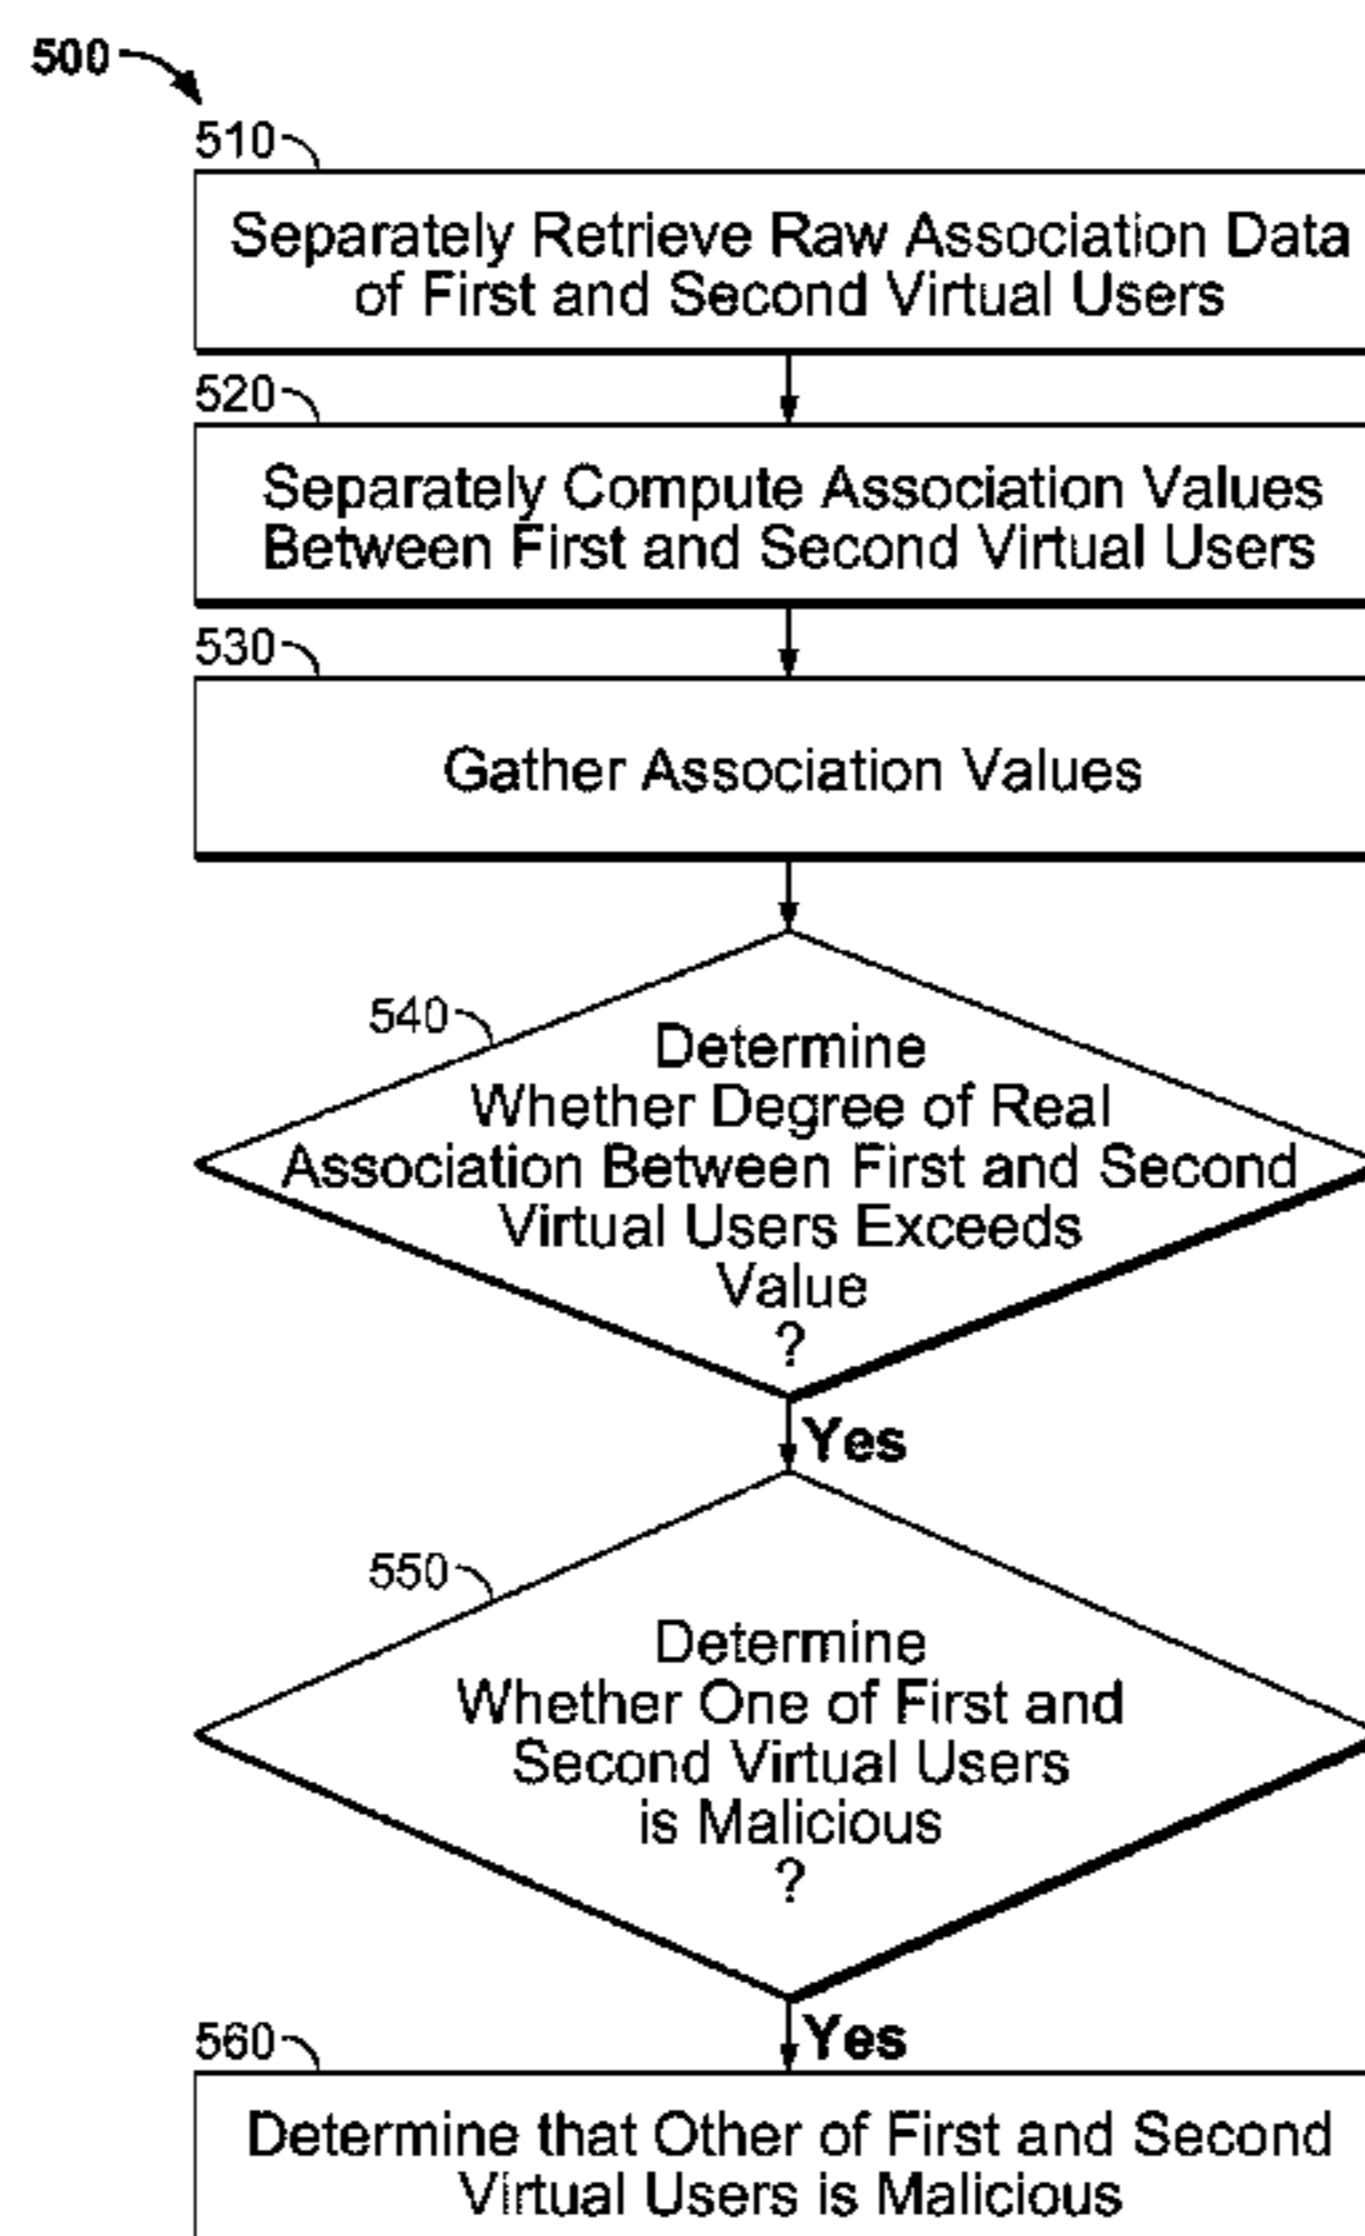 500
510
Separately Retrieve Raw Association Data
of First and Second Virtual Users
520
Separately Compute Association Values
Between First and Second Virtual Users
530
Gather Association Values
540
Determine
Whether Degree of Real
Association Between First and Second
Virtual Users Exceeds
Value
?
Yes
550
Determine
Whether One of First and
Second Virtual Users
is Malicious
?
Yes
560
Determine that Other of First and Second
Virtual Users is Malicious